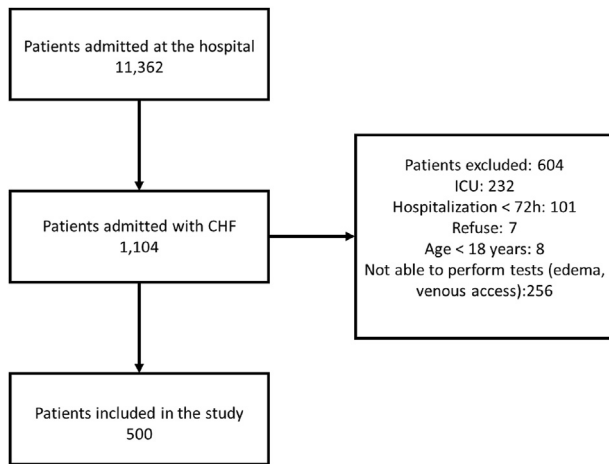 Patients admitted at the hospital
11,362
Patients admitted with CHF
1,104
Patients excluded: 604
ICU: 232
Hospitalization < 72h: 101
Refuse: 7
Age < 18 years: 8
Not able to perform tests (edema,
venous access):256
Patients included in the study
500